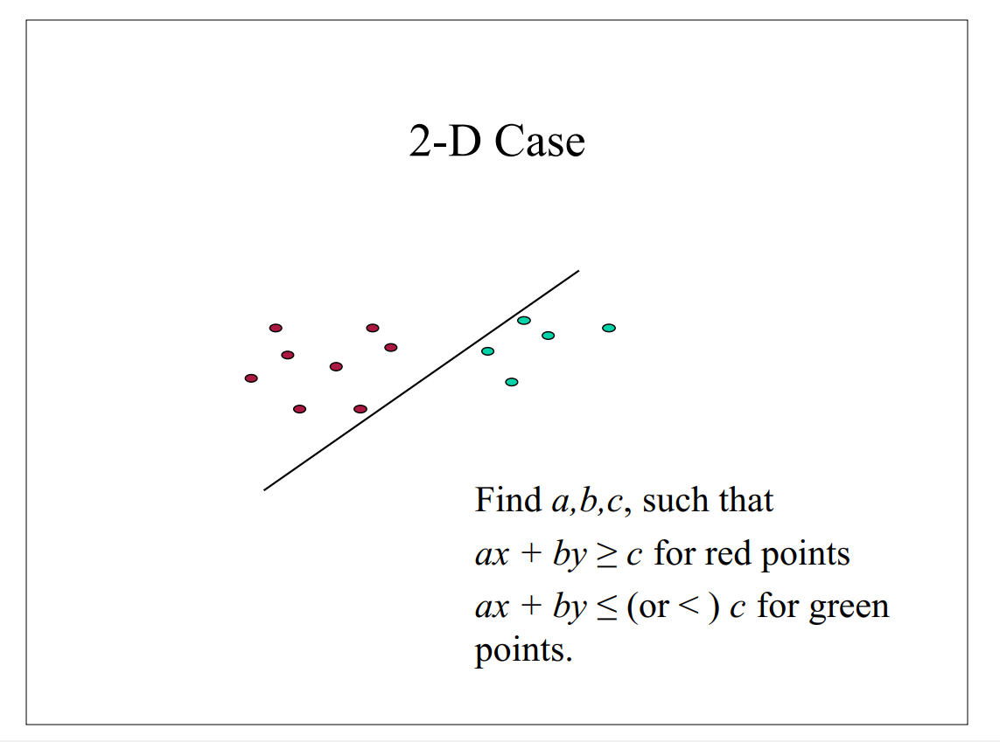 2-D Case
Find a,b,c, such that
ax + by ≥ c for red points
ax + by ≤ (or < ) c for green
points.